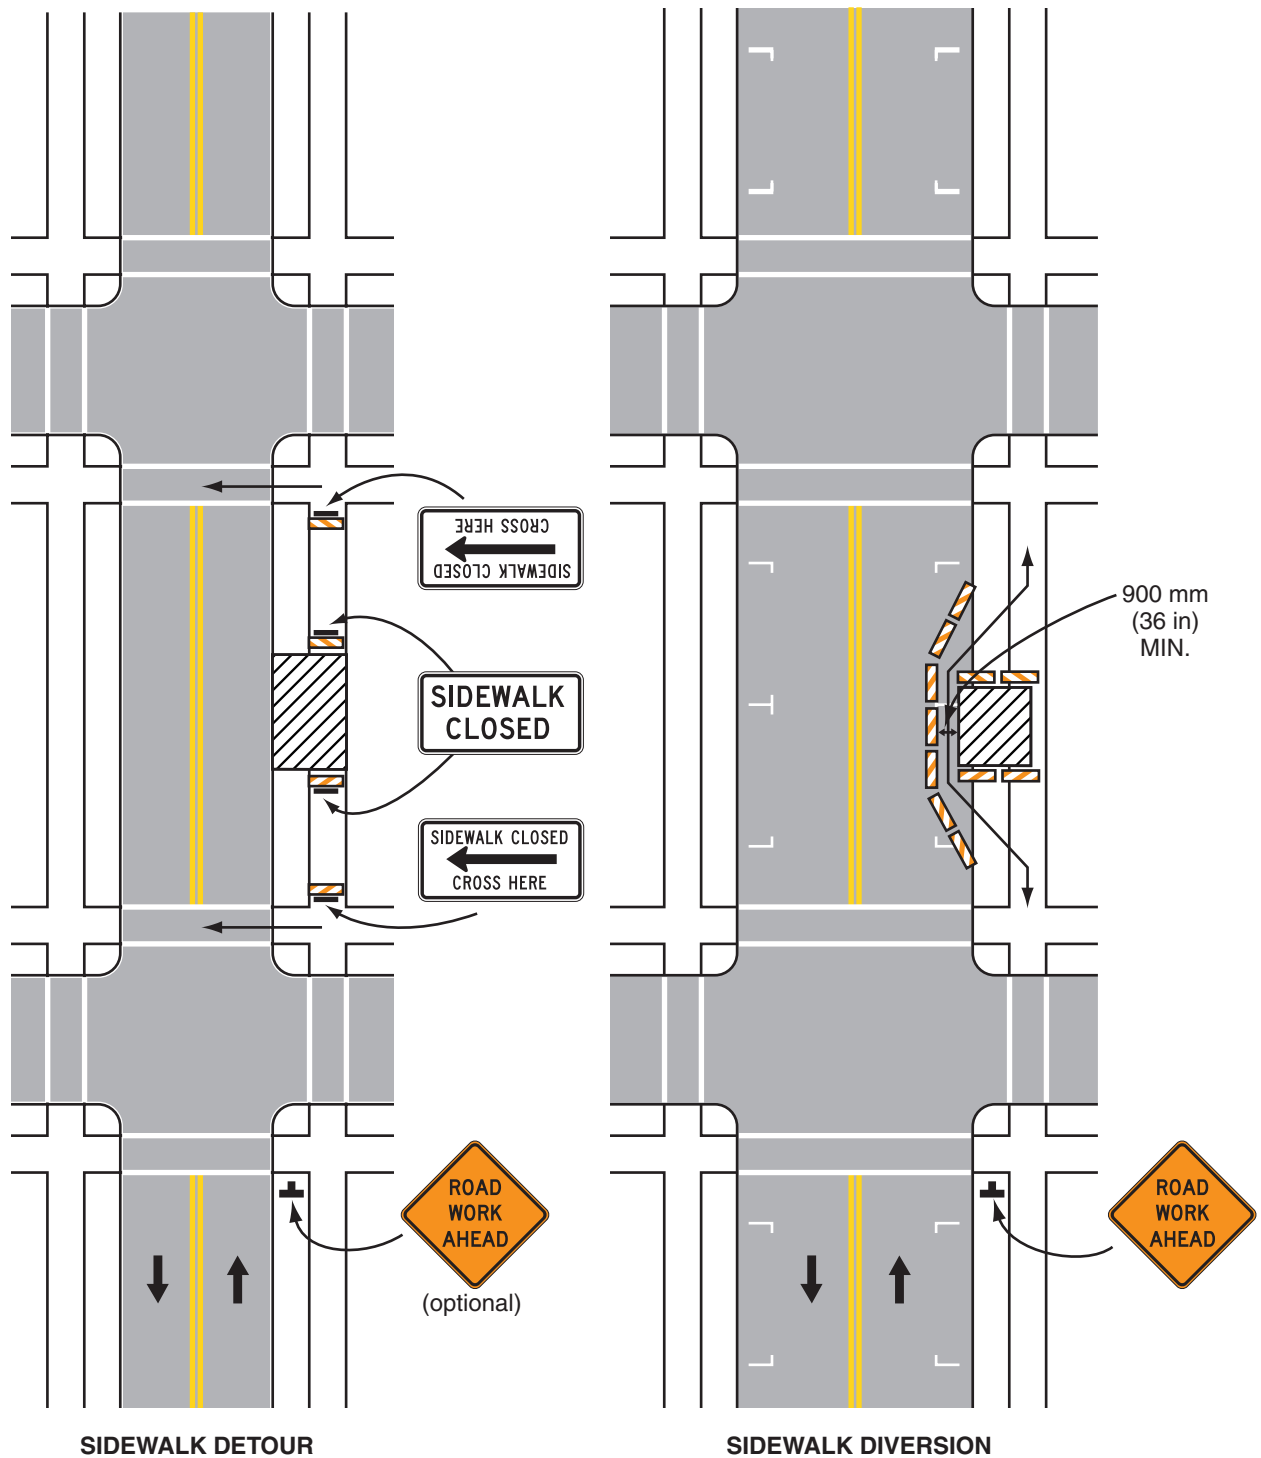 CROSS HERE
SIDEWALK CLOSED
SIDEWALK
CLOSED
SIDEWALK CLOSED
CROSS HERE
ROAD
WORK
AHEAD
(optional)
SIDEWALK DETOUR
900 mm
(36 in)
MIN.
ROAD
WORK
AHEAD
SIDEWALK DIVERSION